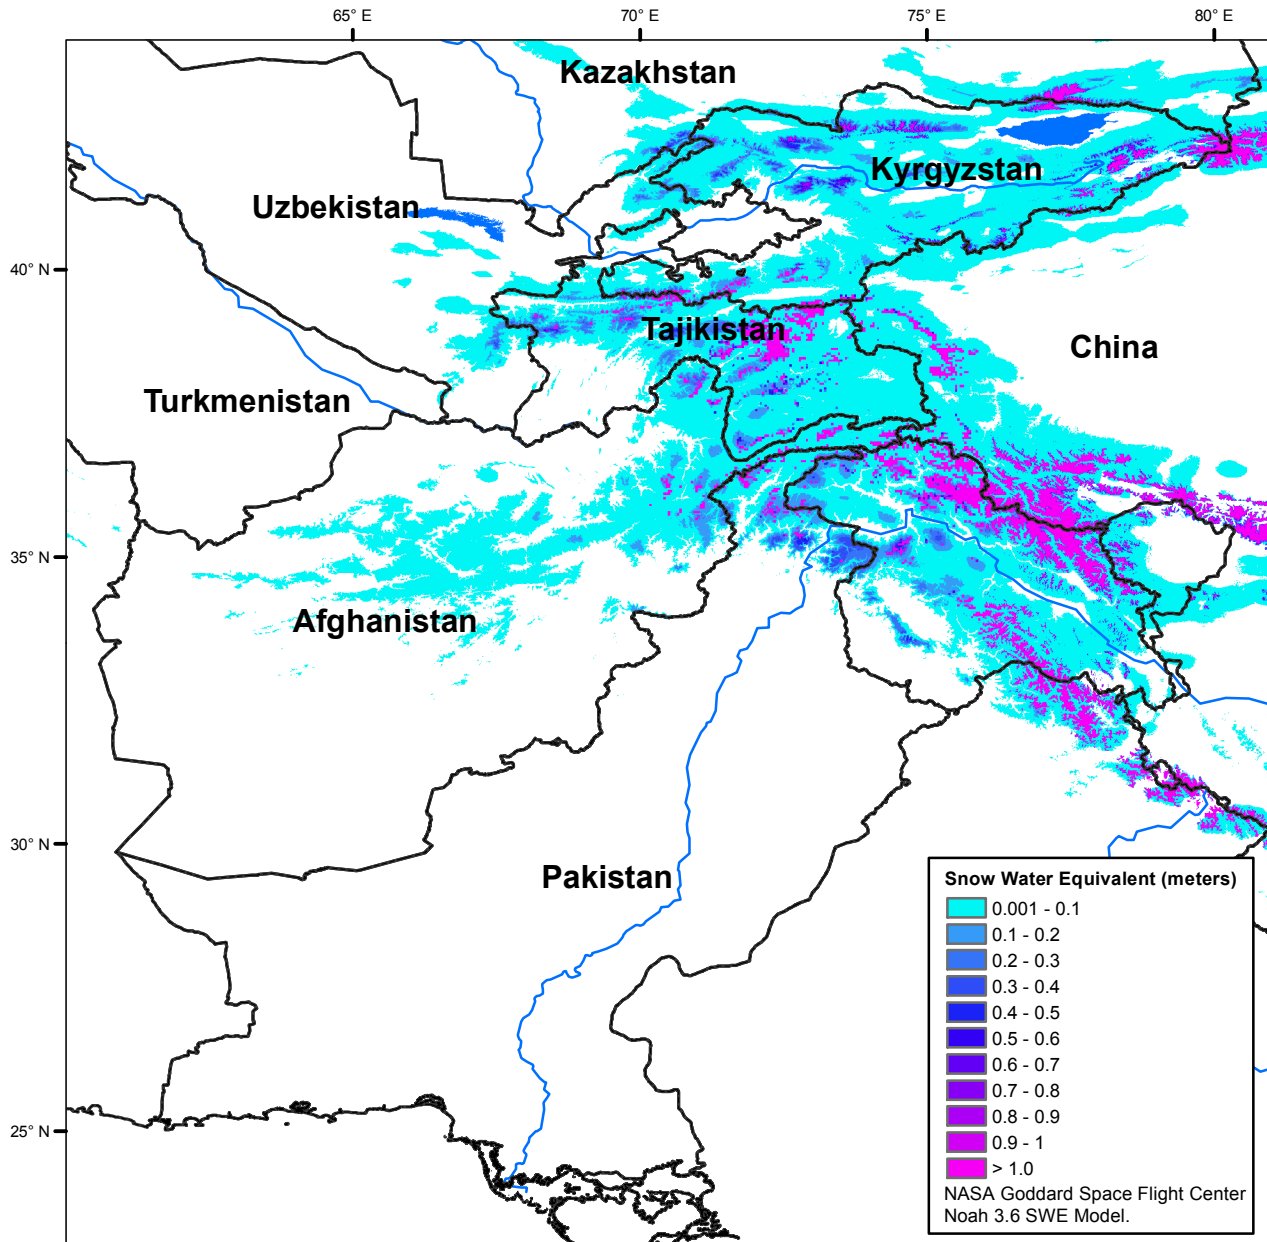 65° E
70° E
75° E
80° E
Kazakhstan
Kyrgyzstan
Uzbekistan
40° N
Tajikistan
China
Turkmenistan
35° N
Afghanistan
30° N
Pakistan
25° N
Snow Water Equivalent (meters)
0.001 - 0.1
0.1 - 0.2
0.2 - 0.3
0.3 - 0.4
0.4 - 0.5
0.5 - 0.6
0.6 - 0.7
0.7 - 0.8
0.8 - 0.9
0.9 - 1
> 1.0
NASA Goddard Space Flight Center
Noah 3.6 SWE Model.